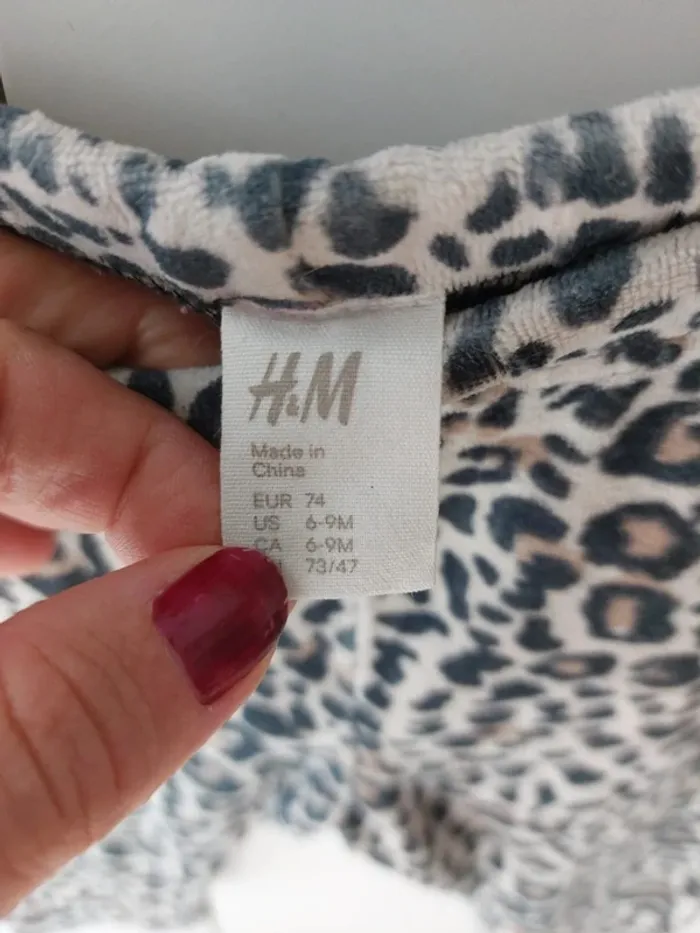 H&M
Made in
China
EUR 74
US 6-9M
CA 6-9M
73/47